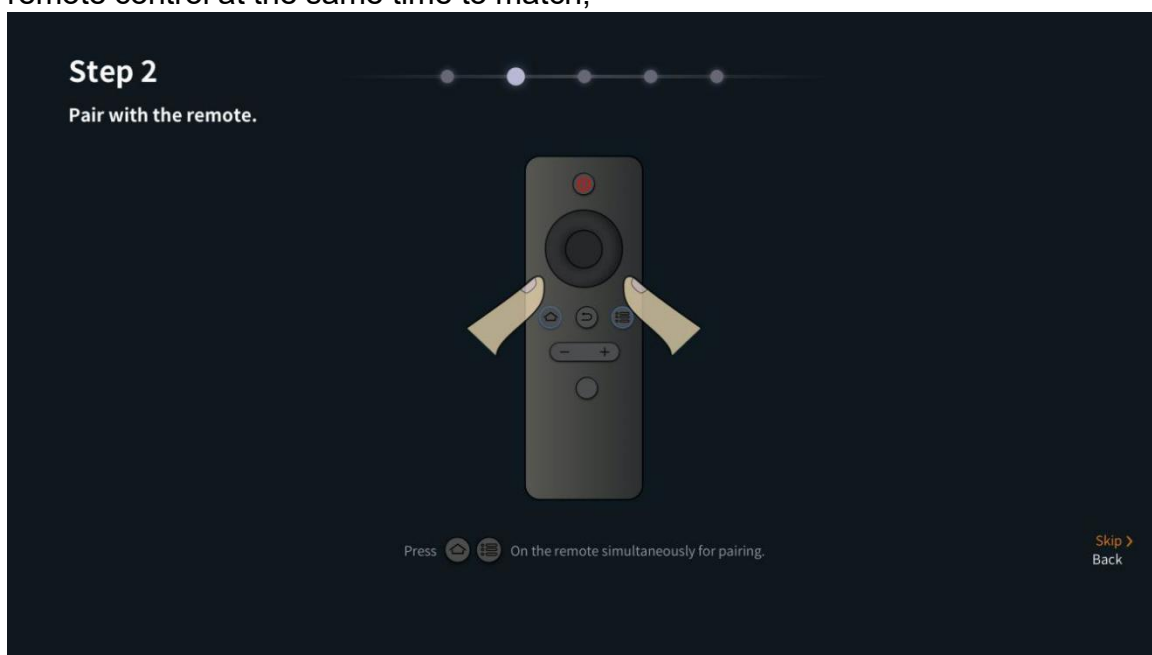 remote control at the same time to match;
Step 2
Pair with the remote.
Press On the remote simultaneously for pairing.
Skip >
Back